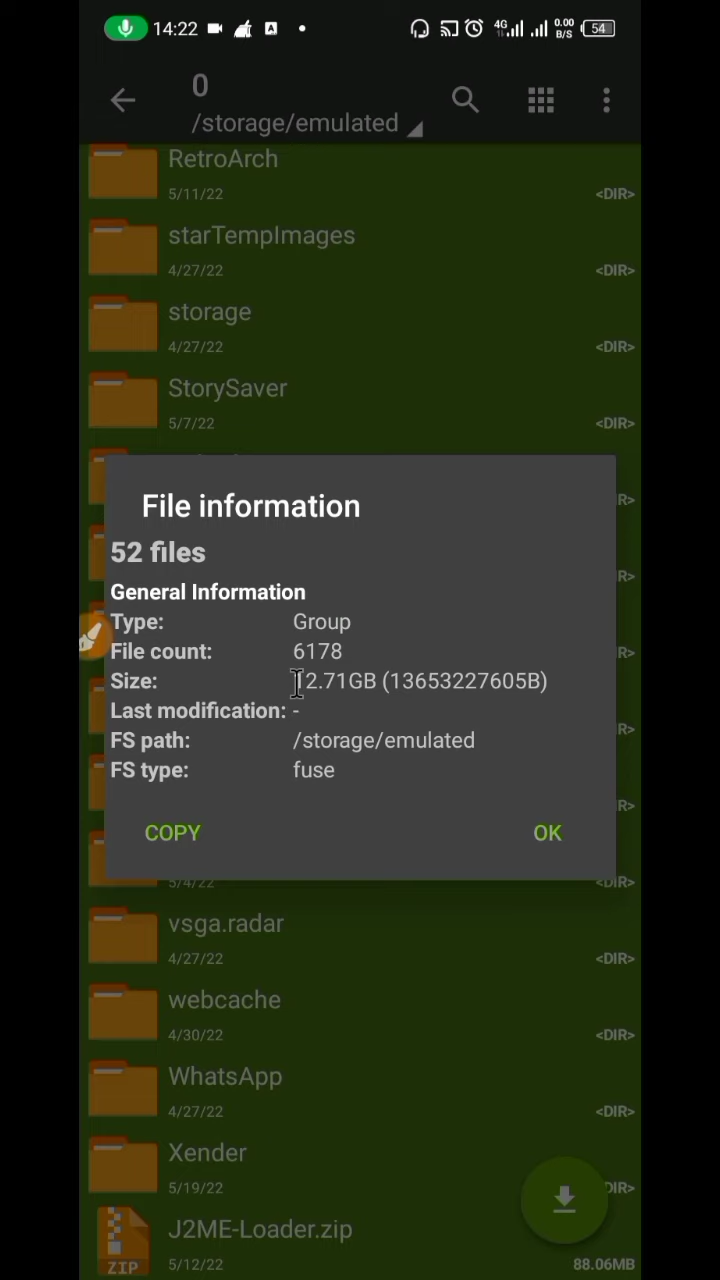 14:22 A 4G 0.00 B/S 54
0
/storage/emulated
RetroArch
5/11/22 <DIR>
starTempImages
4/27/22 <DIR>
storage
4/27/22 <DIR>
StorySaver
5/7/22 <DIR>
File information
52 files
General Information
Type: Group
File count: 6178
Size: 12.71GB (13653227605B)
Last modification: -
FS path: /storage/emulated
FS type: fuse
COPY OK
5/4/22 <DIR>
vsga.radar
4/27/22 <DIR>
webcache
4/30/22 <DIR>
WhatsApp
4/27/22 <DIR>
Xender
5/19/22 DIR>
J2ME-Loader.zip
ZIP 5/12/22 88.06MB